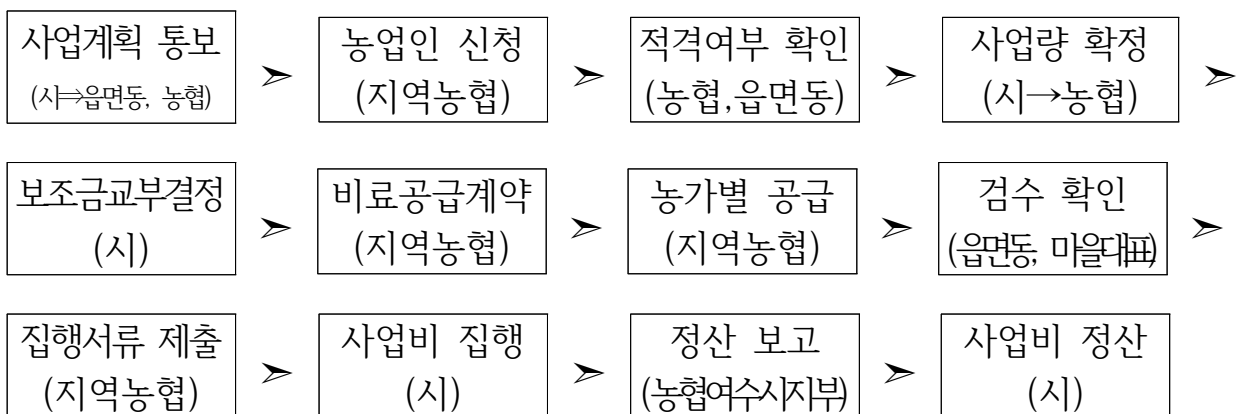 사업계획 통보
(시⇒읍면동, 농협)
➢
농업인 신청
(지역농협)
➢
적격여부 확인
(농협,읍면동)
➢
사업량 확정
(시→농협)
➢
보조금교부결정
(시)
➢
비료공급계약
(지역농협)
➢
농가별 공급
(지역농협)
➢
검수 확인
(읍면동, 마을대표)
➢
집행서류 제출
(지역농협)
➢
사업비 집행
(시)
➢
정산 보고
(농협여수시지부)
➢
사업비 정산
(시)